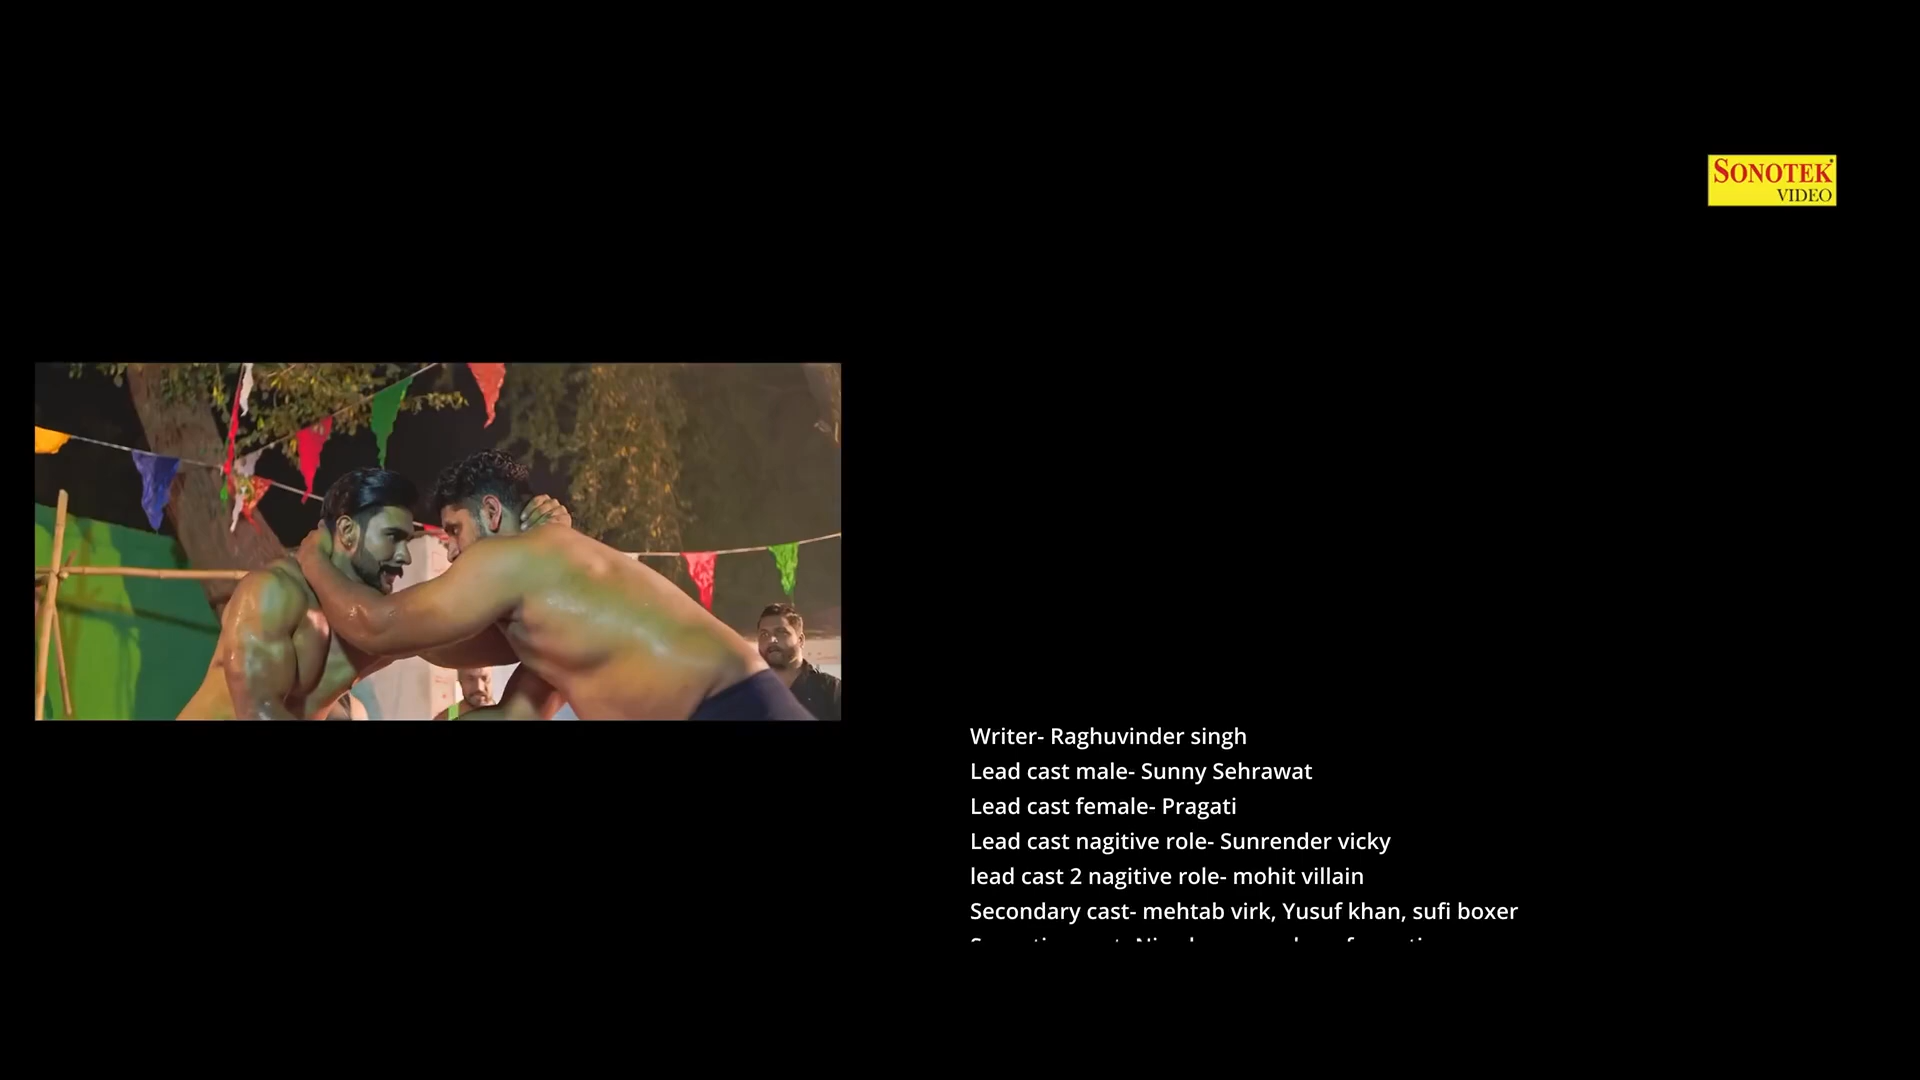 SONOTEK
VIDEO
Writer- Raghuvinder singh
Lead cast male- Sunny Sehrawat
Lead cast female- Pragati
Lead cast nagitive role- Sunrender vicky
lead cast 2 nagitive role- mohit villain
Secondary cast- mehtab virk, Yusuf khan, sufi boxer